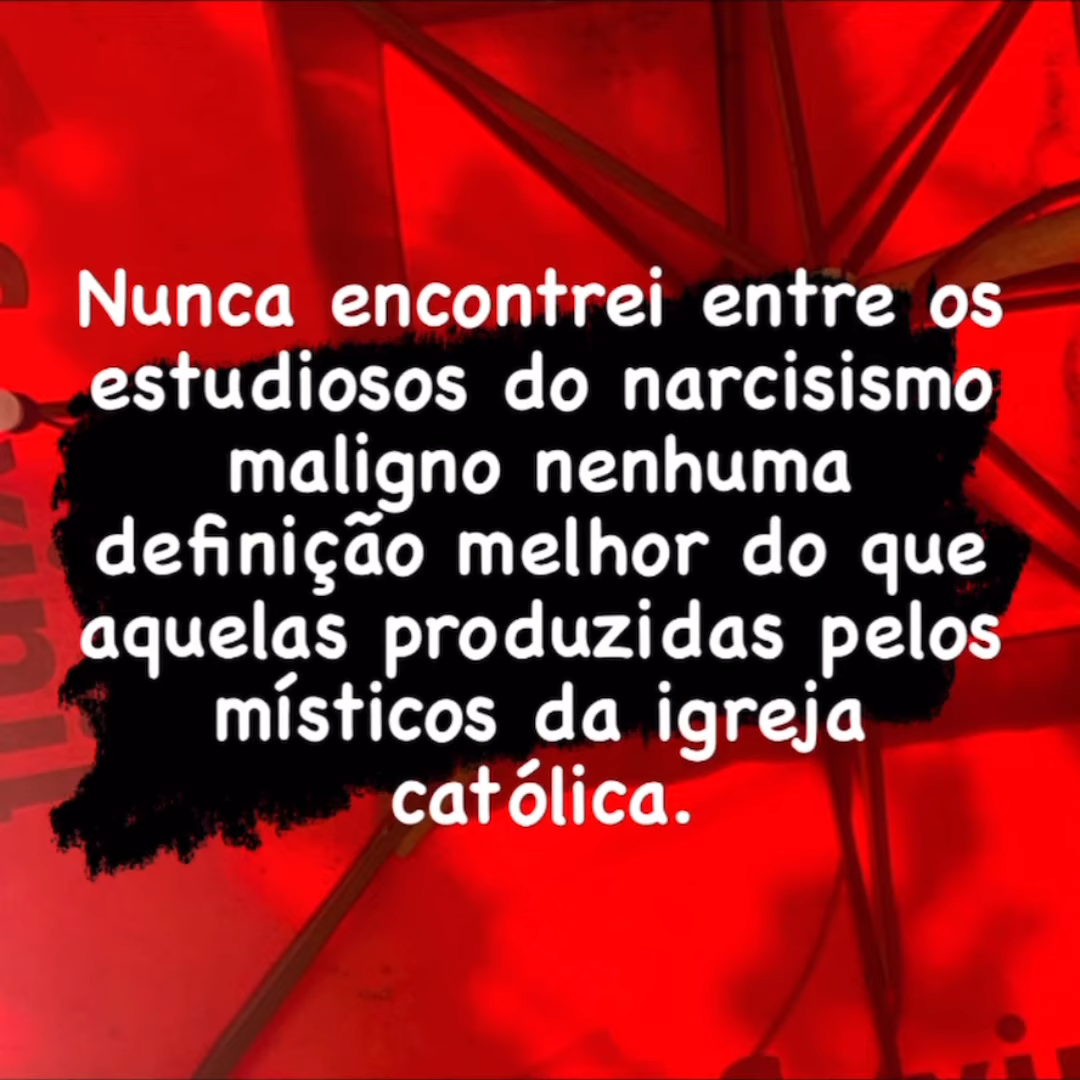 Nunca encontrei entre os
estudiosos do narcisismo
maligno nenhuma
definição melhor do que
aquelas produzidas pelos
místicos da igreja
católica.